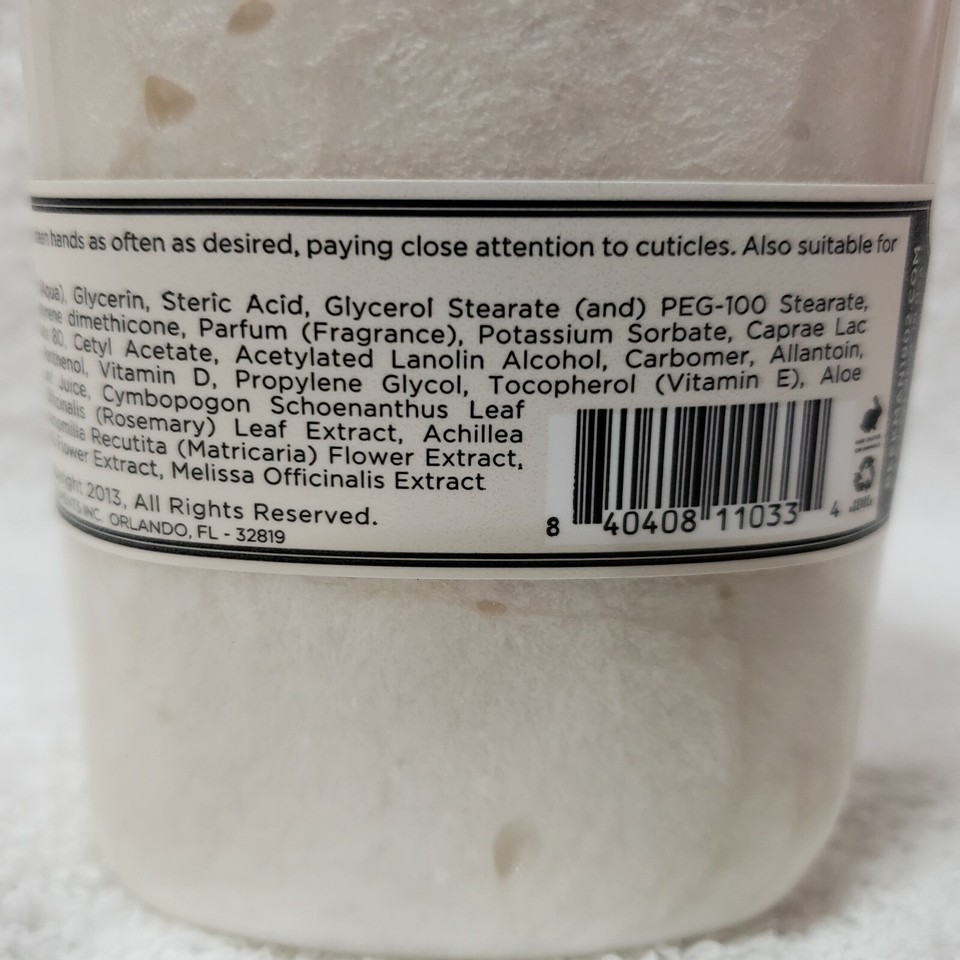 hands as often as desired, paying close attention to cuticles. Also suitable for
Glycerin, Steric Acid, Glycerol Stearate (and) PEG-100 Stearate,
dimethicone, Parfum (Fragrance), Potassium Sorbate, Caprae Lac
80, Cetyl Acetate, Acetylated Lanolin Alcohol, Carbomer, Allantoin,
Vitamin D, Propylene Glycol, Tocopherol (Vitamin E), Aloe
Juice, Cymbopogon Schoenanthus Leaf
(Rosemary) Leaf Extract, Achillea
Recutita (Matricaria) Flower Extract,
Flower Extract, Melissa Officinalis Extract
2013, All Rights Reserved.
INC. ORLANDO, FL - 32819
8 40408 11033 4